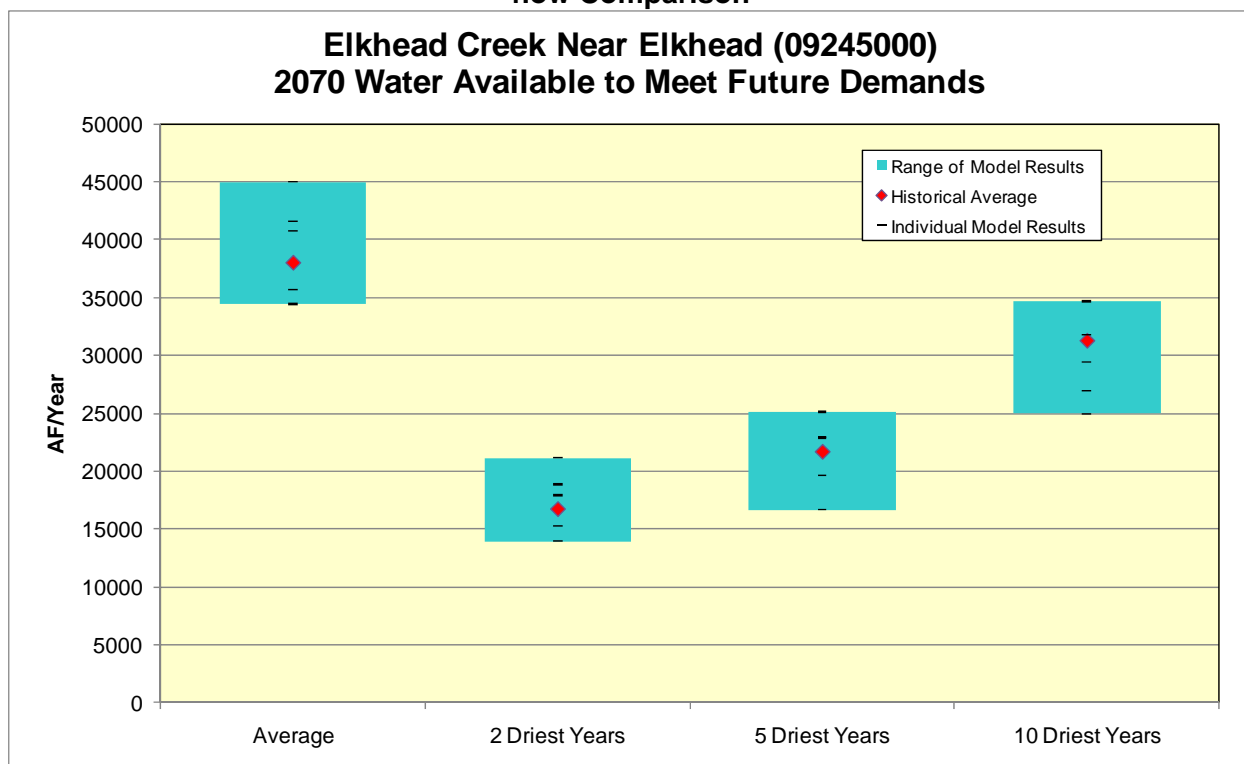 Elkhead Creek Near Elkhead (09245000)
2070 Water Available to Meet Future Demands
50000
45000
40000
35000
30000
25000
20000
15000
10000
5000
0
AF/Year
Range of Model Results
Historical Average
Individual Model Results
Average
2 Driest Years
5 Driest Years
10 Driest Years